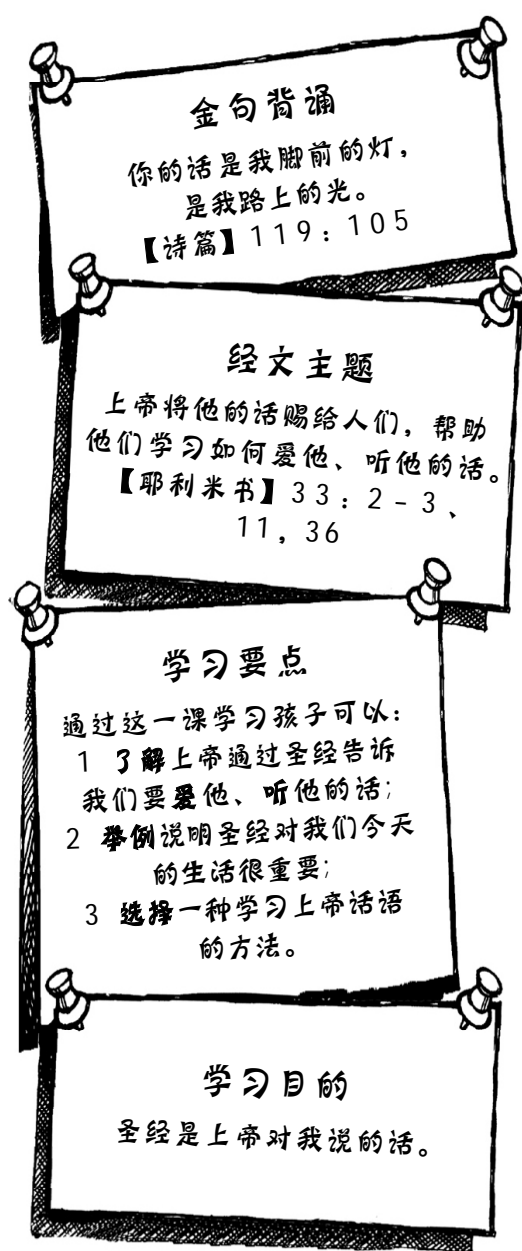 金句背诵
你的话是我脚前的灯，
是我路上的光。
【诗篇】119：105
经文主题
上帝将他的话赐给人们，帮助
他们学习如何爱他、听他的话。
【耶利米书】33：2-3、
11，36
学习要点
通过这一课学习孩子可以：
1 了解上帝通过圣经告诉
我们要爱他、听他的话；
2 举例说明圣经对我们今天
的生活很重要；
3 选择一种学习上帝话语
的方法。
学习目的
圣经是上帝对我说的话。